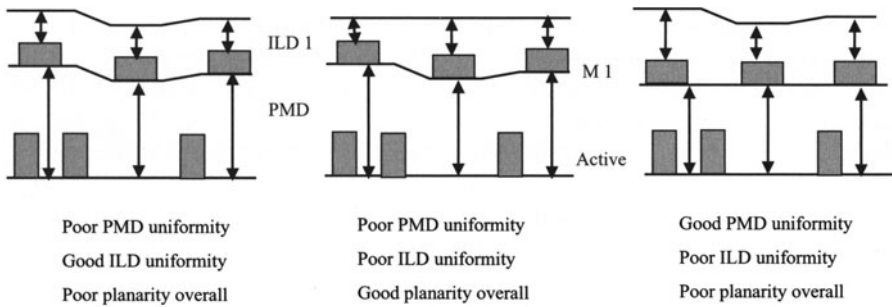 ILD 1
PMD
M 1
Active
Poor PMD uniformity
Good ILD uniformity
Poor planarity overall
Poor PMD uniformity
Poor ILD uniformity
Good planarity overall
Good PMD uniformity
Poor ILD uniformity
Poor planarity overall